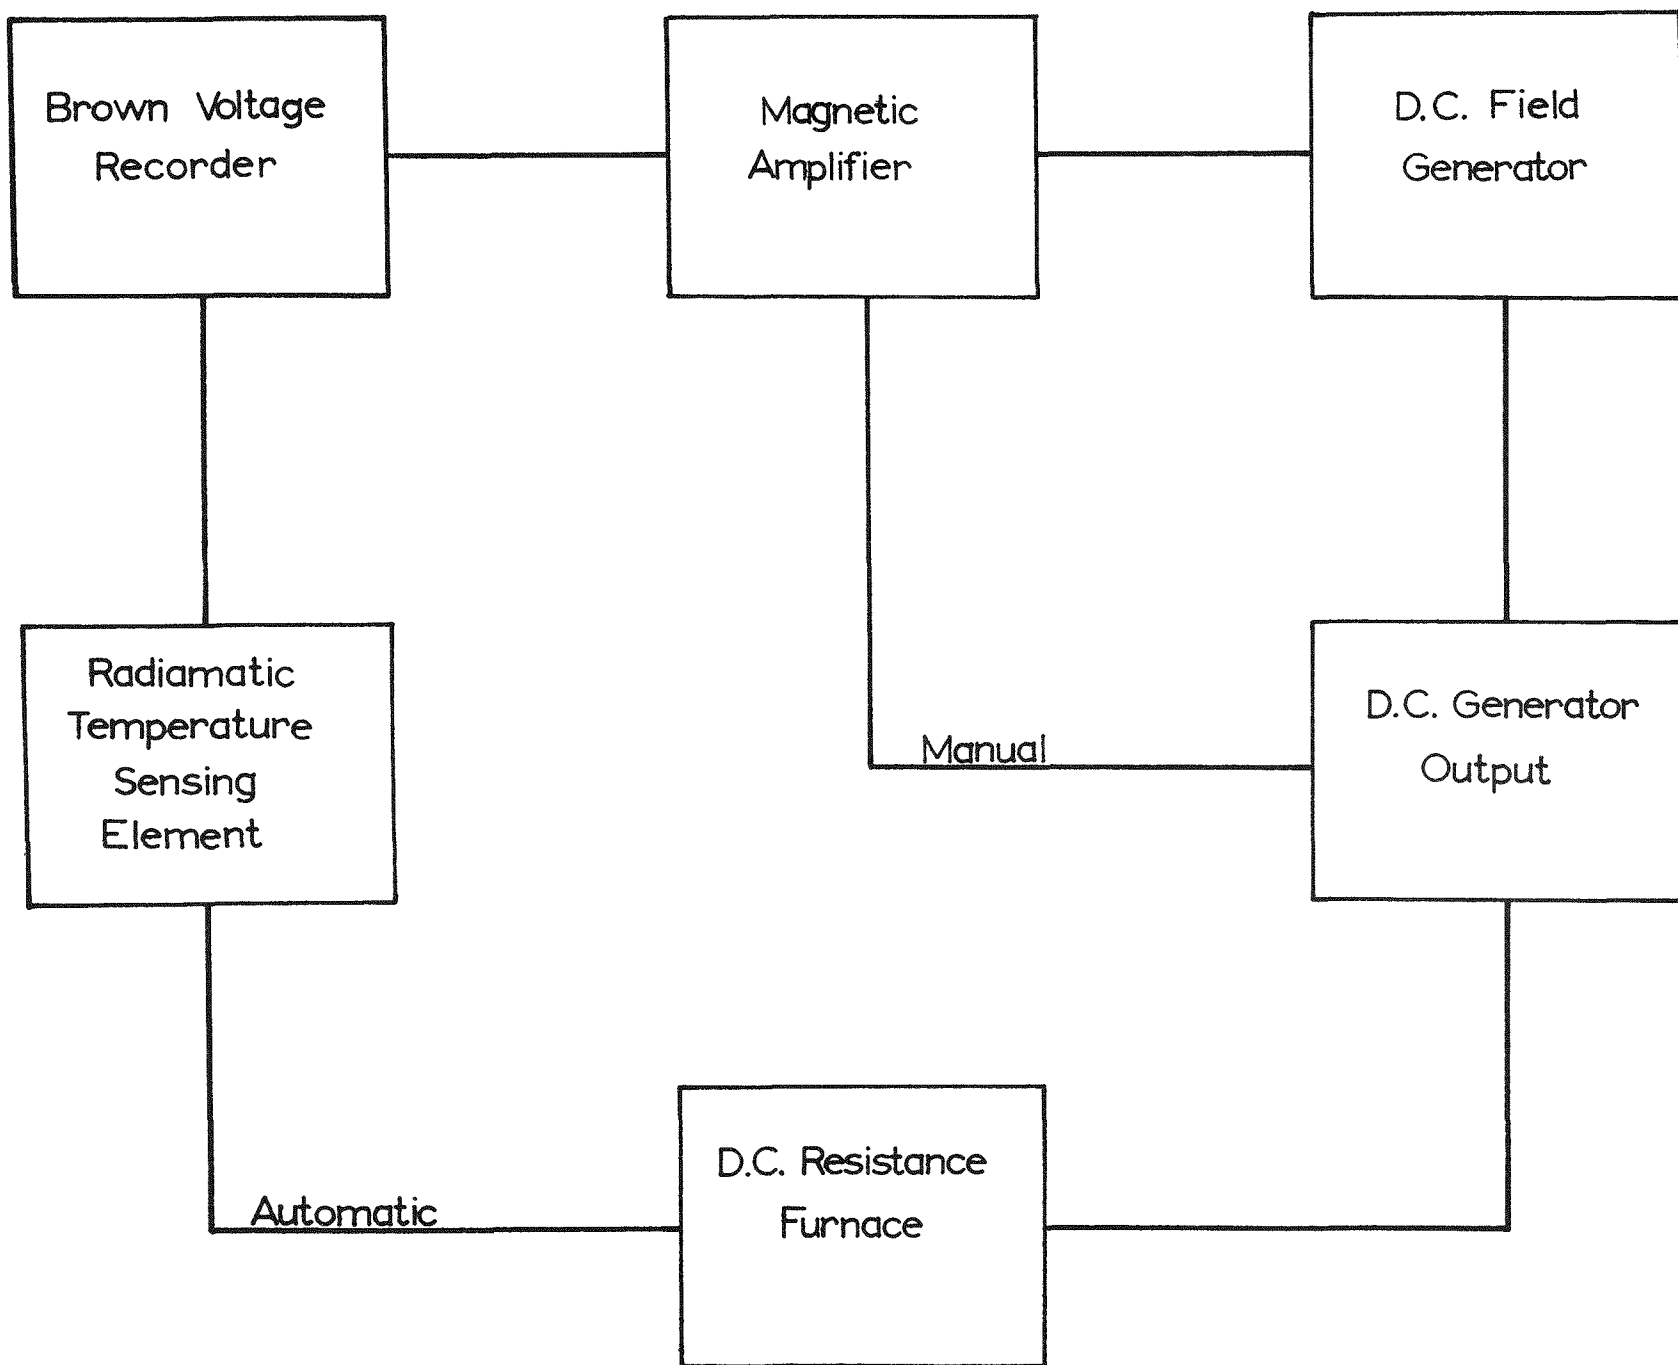 Brown Voltage
Recorder
Magnetic
Amplifier
D.C. Field
Generator
Radiamatic
Temperature
Sensing
Element
Manual
D.C. Generator
Output
Automatic
D.C. Resistance
Furnace